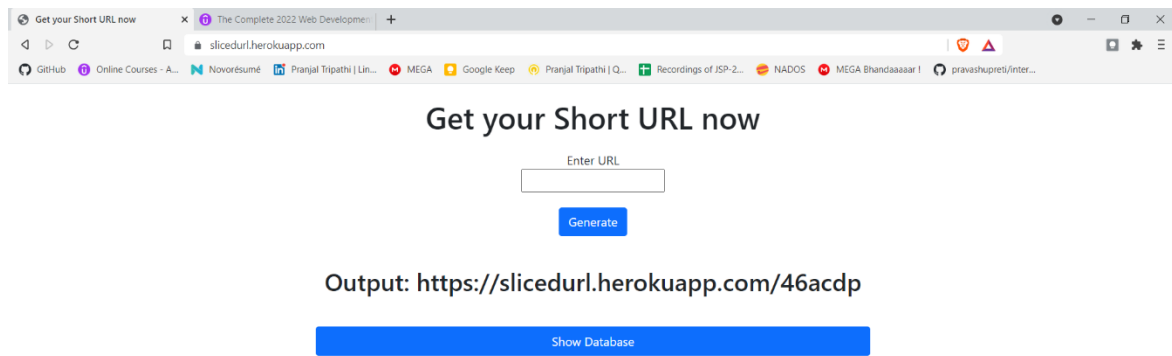 Get your Short URL now
The Complete 2022 Web Developmen
slicedurl.herokuapp.com
GitHub Online Courses - A... Novorésumé Pranjal Tripathi | Lin... MEGA Google Keep Pranjal Tripathi | Q... Recordings of JSP-2... NADOS MEGA Bhandaaaaar ! pravashupreti/inter...
Get your Short URL now
Enter URL
Generate
Output: https://slicedurl.herokuapp.com/46acdp
Show Database